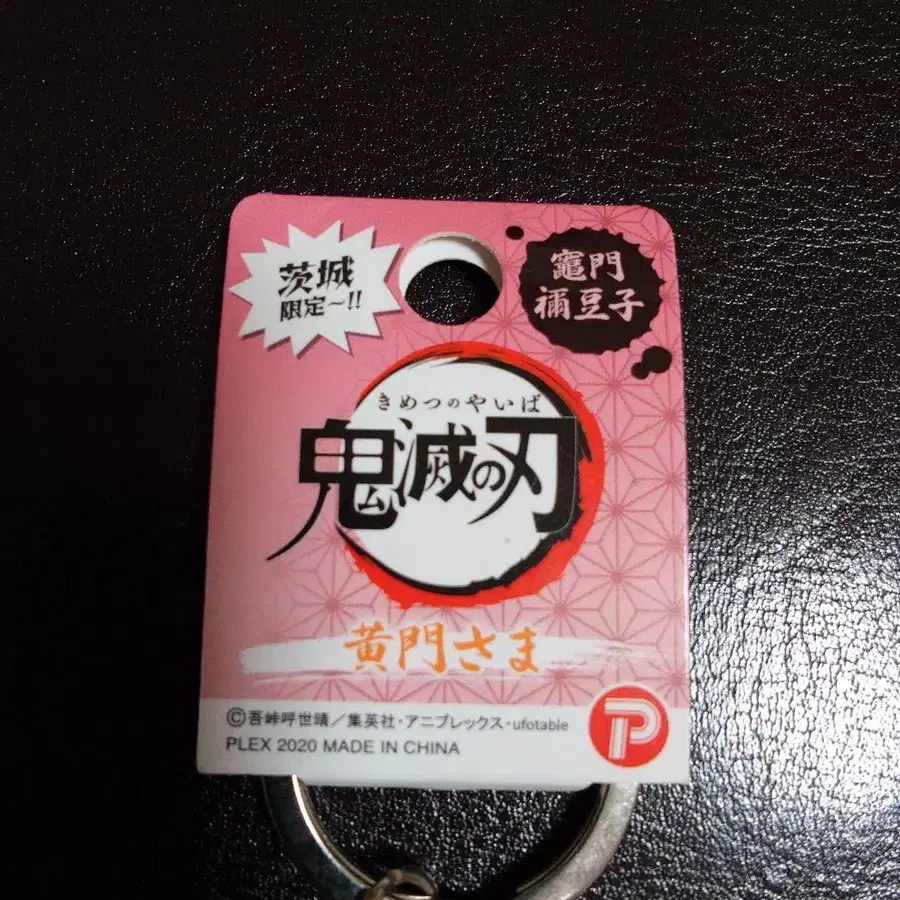 茨城
限定~!!
竈門
禰豆子
きめつのやいば
鬼滅の刃
黄門さま
©吾峠呼世晴/集英社・アニプレックス・ufotable
PLEX 2020 MADE IN CHINA
P